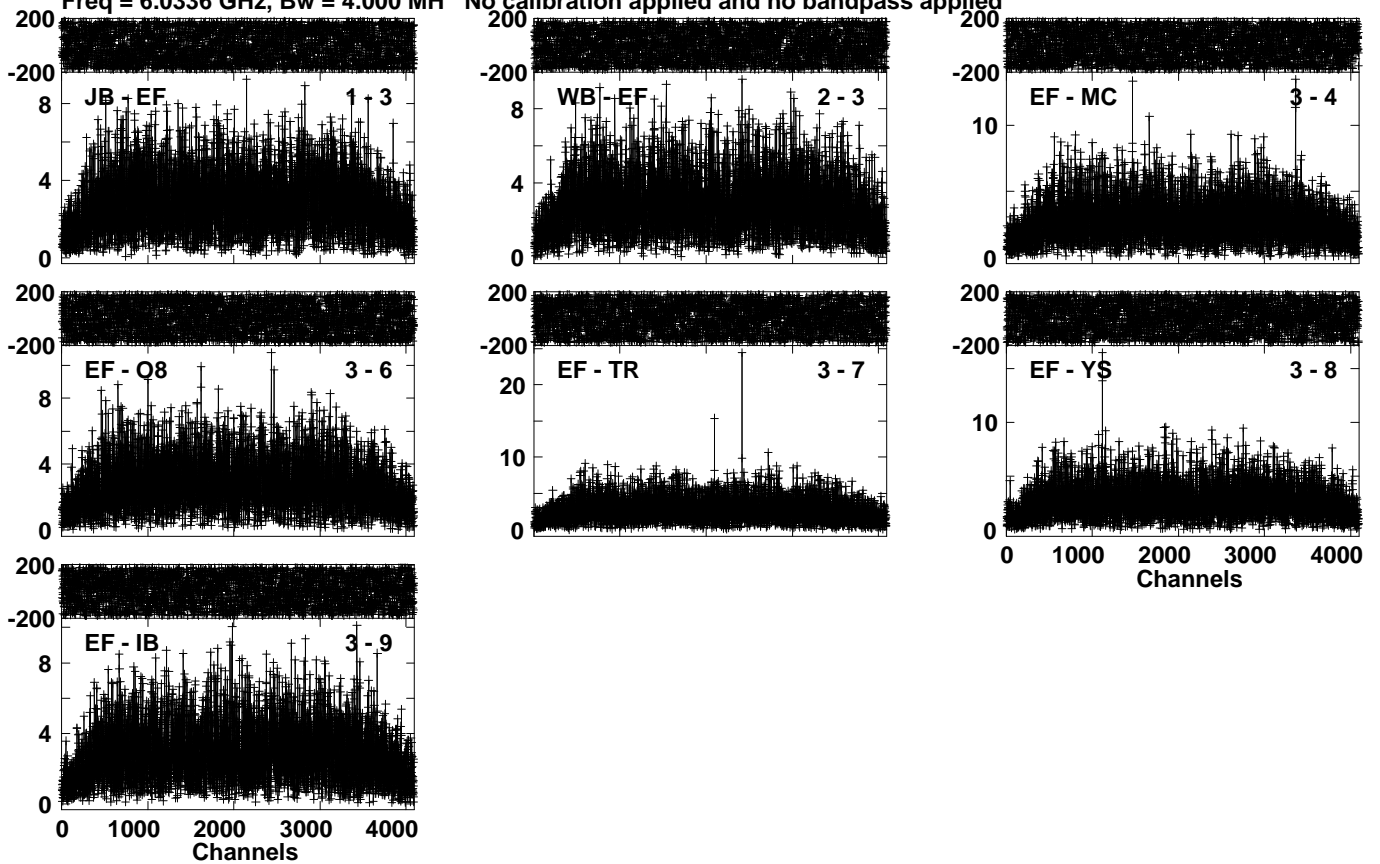 Freq = 6.0336 GHz, Bw = 4.000 MH No calibration applied and no bandpass applied
200
-200
JB - EF 1 - 3
8
4
0
200
-200
WB - EF 2 - 3
8
4
0
200
-200
EF - MC 3 - 4
10
0
200
-200
EF - O8 3 - 6
8
4
0
200
-200
EF - TR 3 - 7
20
10
0
200
-200
EF - YS 3 - 8
10
0
0 1000 2000 3000 4000
Channels
200
-200
EF - IB 3 - 9
8
4
0
0 1000 2000 3000 4000
Channels